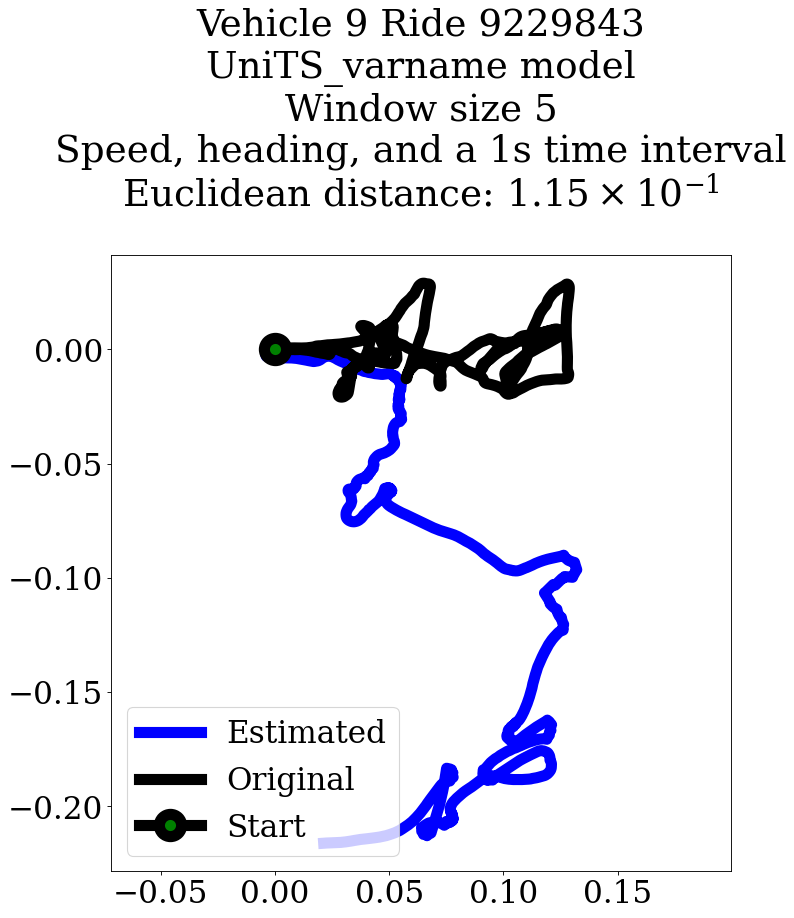 Vehicle 9 Ride 9229843
UniTS_varname model
Window size 5
Speed, heading, and a 1s time interval
Euclidean distance: 1.15 × 10⁻¹
0.00
−0.05
−0.10
−0.15
−0.20
Estimated
Original
Start
−0.05 0.00 0.05 0.10 0.15